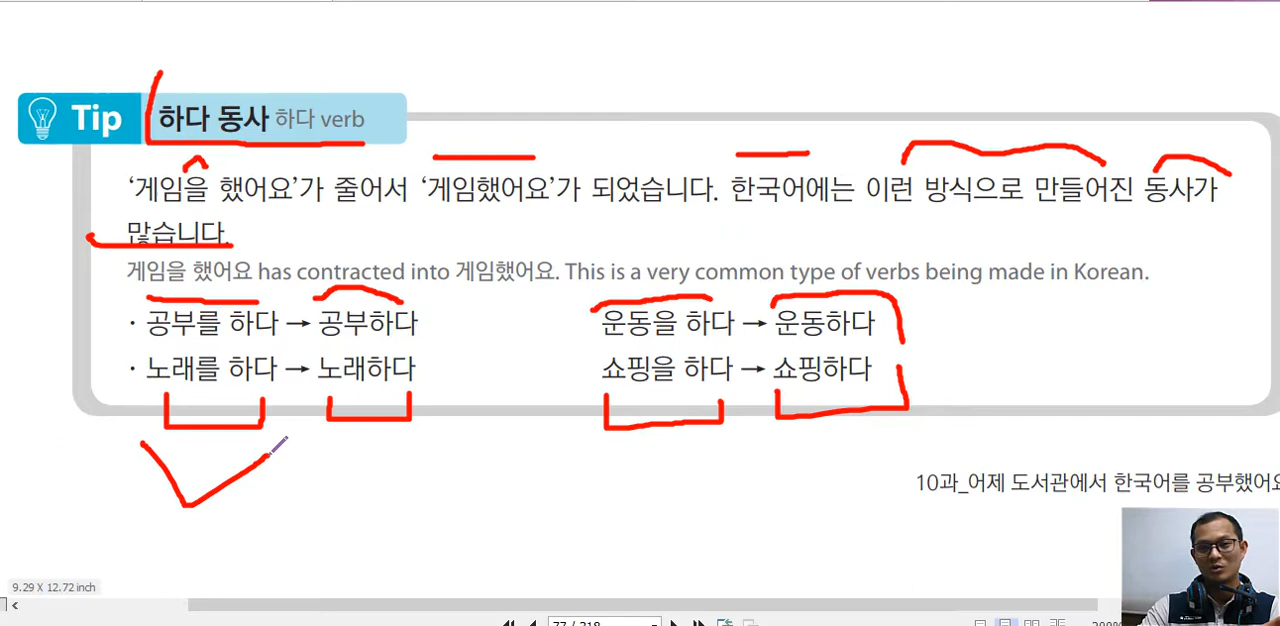 Tip 하다 동사 하다 verb
‘게임을 했어요’가 줄어서 ‘게임했어요’가 되었습니다. 한국어에는 이런 방식으로 만들어진 동사가
많습니다.
게임을 했어요 has contracted into 게임했어요. This is a very common type of verbs being made in Korean.
· 공부를 하다 → 공부하다 운동을 하다 → 운동하다
· 노래를 하다 → 노래하다 쇼핑을 하다 → 쇼핑하다
10과_어제 도서관에서 한국어를 공부했어요
9.29 X 12.72 inch
77 / 218